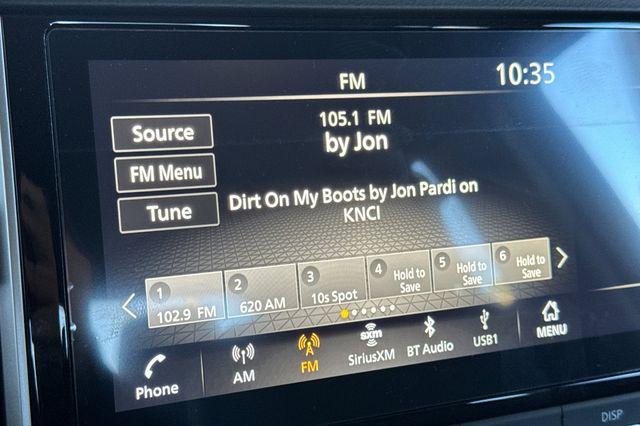 FM
10:35
105.1 FM
by Jon
Source
FM Menu
Tune
Dirt On My Boots by Jon Pardi on
KNCI
1
102.9 FM
2
620 AM
3
10s Spot
4
Hold to
Save
5
Hold to
Save
6
Hold to
Save
Phone
AM
FM
sxm
SiriusXM
BT Audio
USB1
MENU
DISP